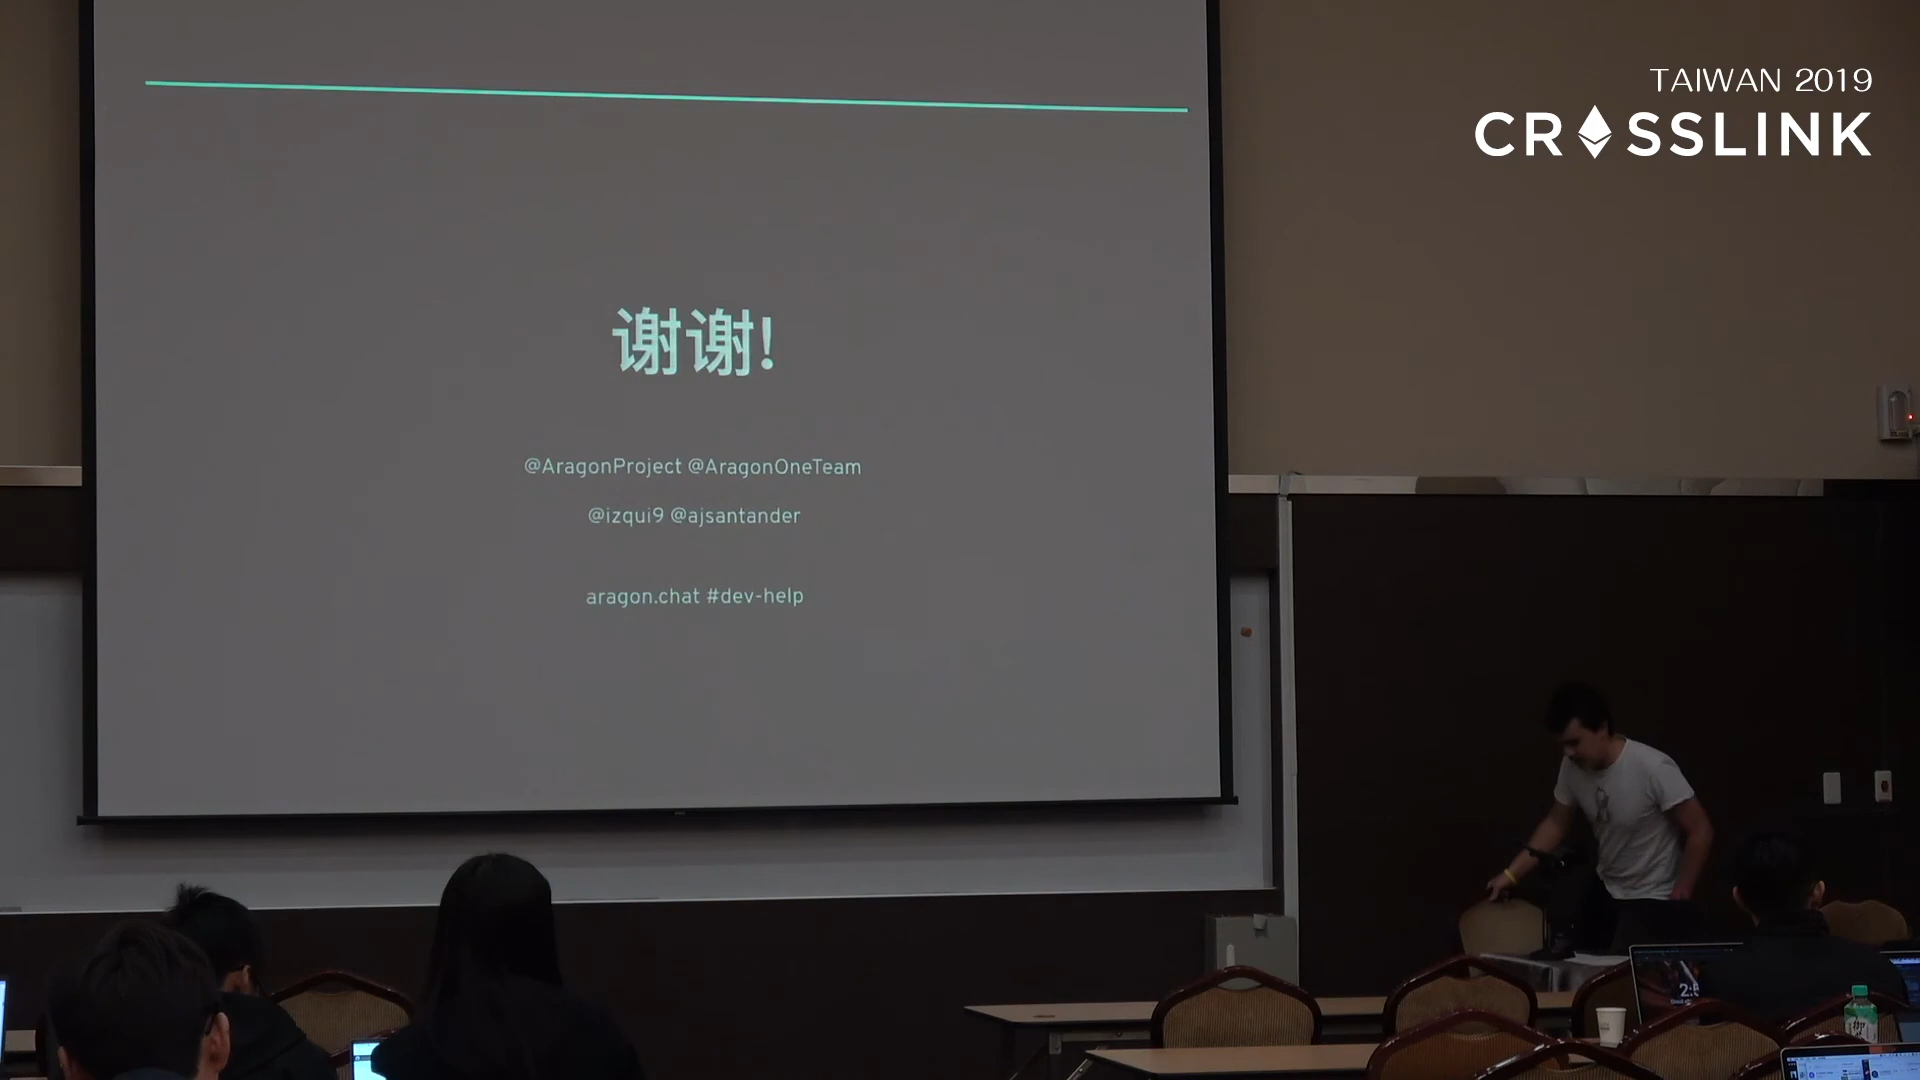 TAIWAN 2019
CROSSLINK
谢谢!
@AragonProject @AragonOneTeam
@izqui9 @ajsantander
aragon.chat #dev-help